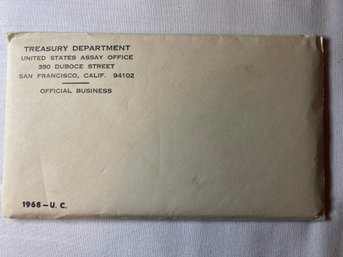 TREASURY DEPARTMENT
UNITED STATES ASSAY OFFICE
350 DUBOCE STREET
SAN FRANCISCO, CALIF. 94102
OFFICIAL BUSINESS
1968 – U. C.